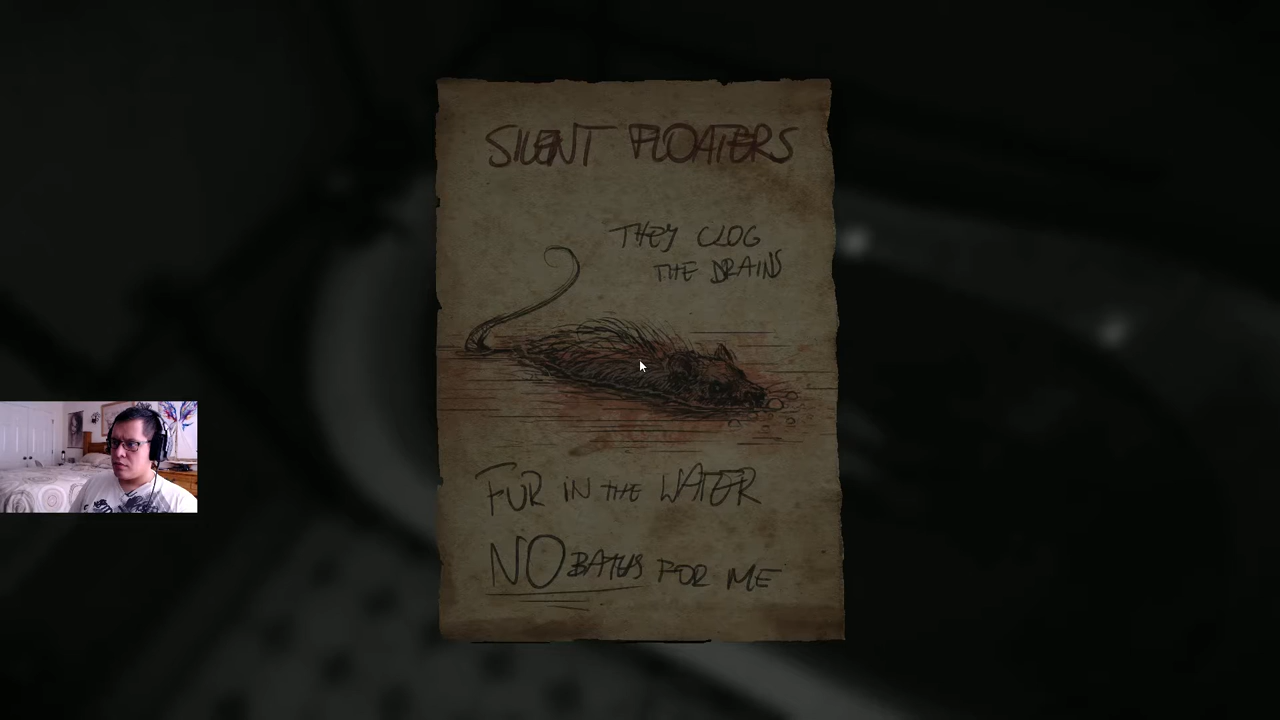 SILENT FLOATERS
THEY CLOG
THE DRAINS
FUR IN THE WATER
NO BATHS FOR ME